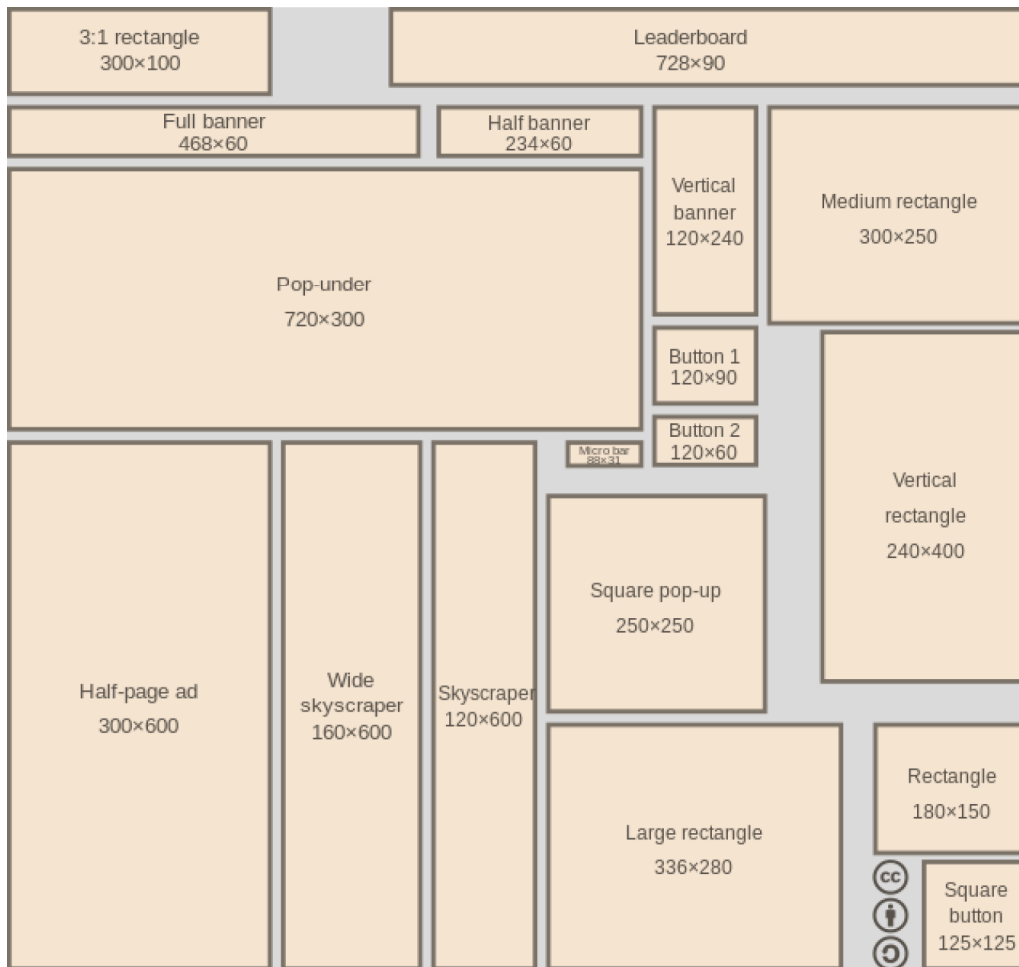 3:1 rectangle
300×100
Leaderboard
728×90
Full banner
468×60
Half banner
234×60
Vertical
banner
120×240
Medium rectangle
300×250
Pop-under
720×300
Button 1
120×90
Button 2
120×60
Micro bar
88×31
Vertical
rectangle
240×400
Square pop-up
250×250
Half-page ad
300×600
Wide
skyscraper
160×600
Skyscraper
120×600
Large rectangle
336×280
Rectangle
180×150
cc
Square
button
125×125